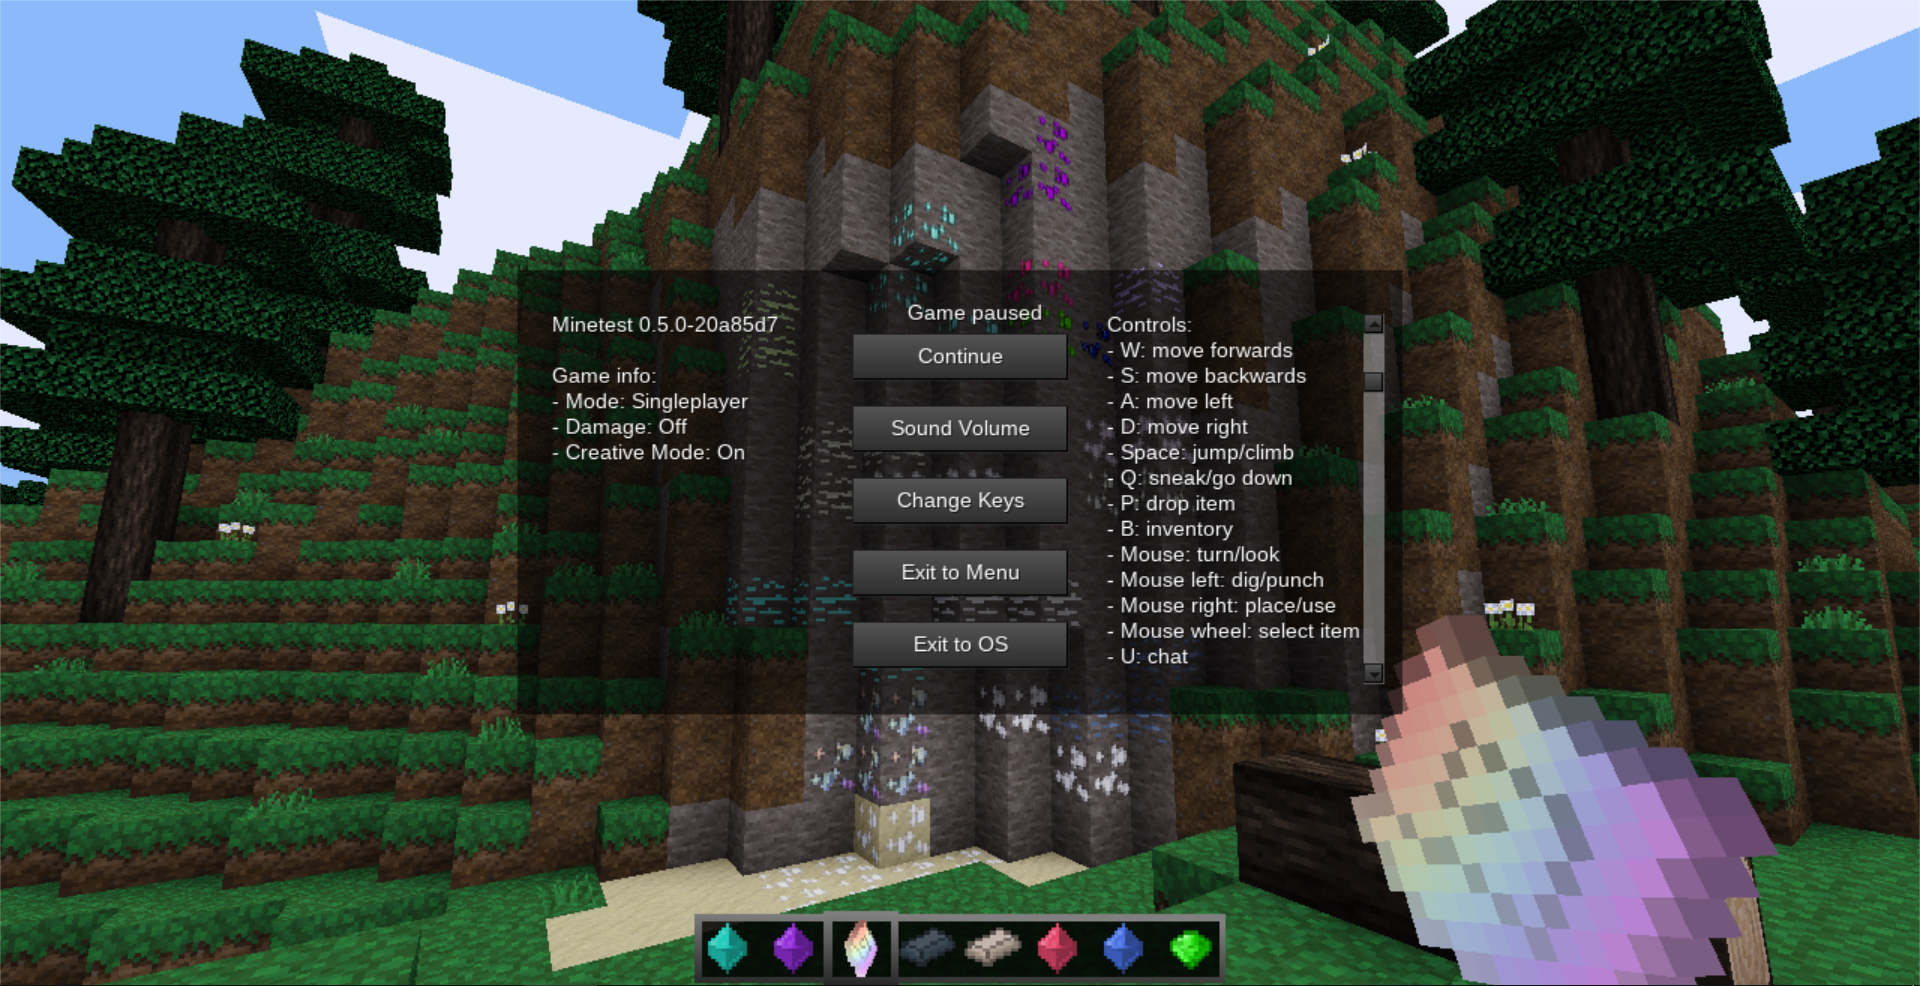 Game paused
Minetest 0.5.0-20a85d7
Game info:
- Mode: Singleplayer
- Damage: Off
- Creative Mode: On
Continue
Sound Volume
Change Keys
Exit to Menu
Exit to OS
Controls:
- W: move forwards
- S: move backwards
- A: move left
- D: move right
- Space: jump/climb
- Q: sneak/go down
- P: drop item
- B: inventory
- Mouse: turn/look
- Mouse left: dig/punch
- Mouse right: place/use
- Mouse wheel: select item
- U: chat